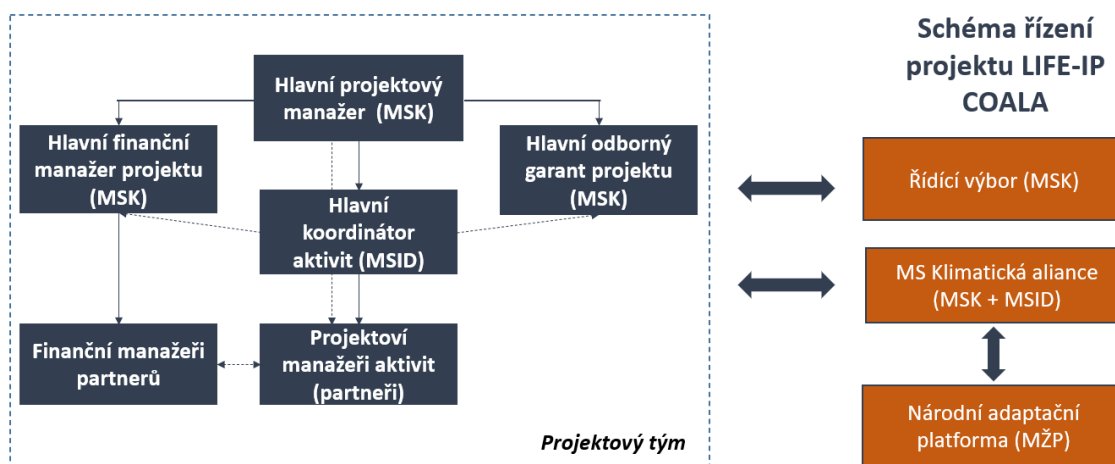 Schéma řízení
projektu LIFE-IP
COALA
Hlavní projektový
manažer (MSK)
Hlavní finanční
manažer projektu
(MSK)
Hlavní odborný
garant projektu
(MSK)
Hlavní
koordinátor
aktivit (MSID)
Finanční manažeři
partnerů
Projektoví
manažeři aktivit
(partneři)
Projektový tým
Řídící výbor (MSK)
MS Klimatická aliance
(MSK + MSID)
Národní adaptační
platforma (MŽP)